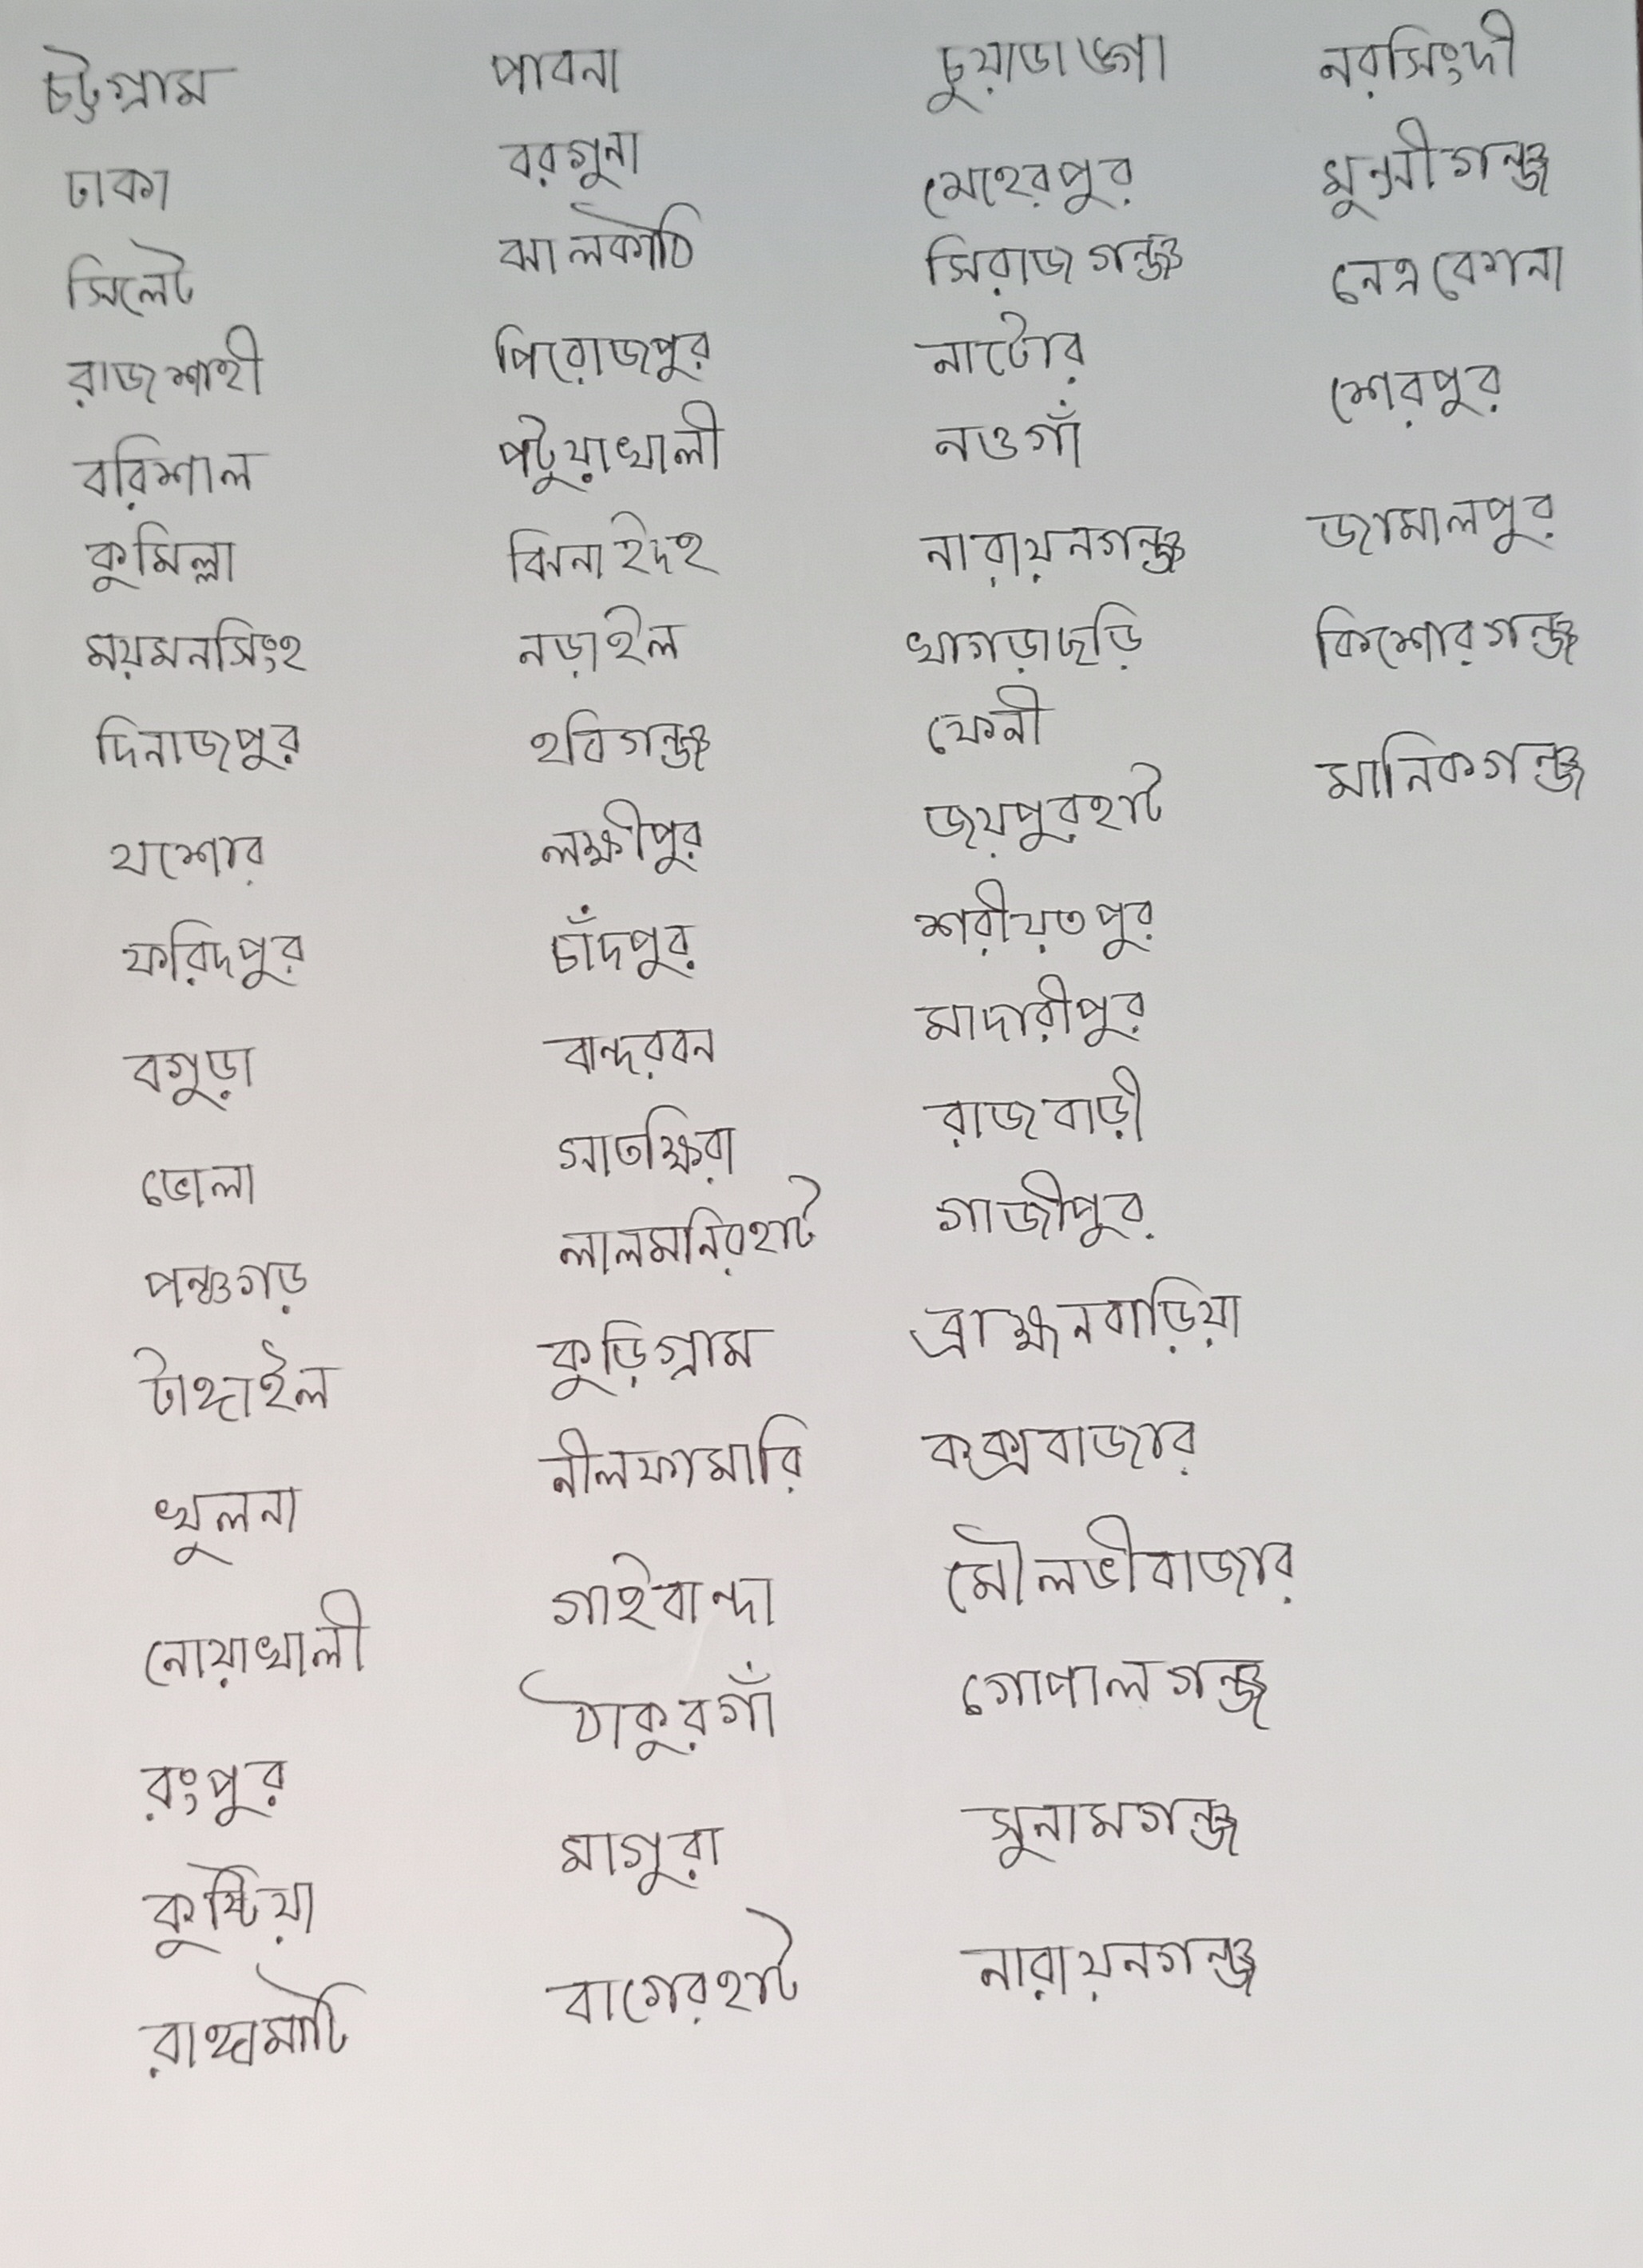 চট্টগ্রাম
ঢাকা
সিলেট
রাজশাহী
বরিশাল
কুমিল্লা
ময়মনসিংহ
দিনাজপুর
যশোর
ফরিদপুর
বগুড়া
ভোলা
পঞ্চগড়
টাঙ্গাইল
খুলনা
নোয়াখালী
রংপুর
কুষ্টিয়া
রাঙ্গামাটি
পাবনা
বরগুনা
ঝালকাঠি
পিরোজপুর
পটুয়াখালী
ঝিনাইদহ
নড়াইল
হবিগঞ্জ
লক্ষীপুর
চাঁদপুর
বান্দরবন
সাতক্ষিরা
লালমনিরহাট
কুড়িগ্রাম
নীলফামারি
গাইবান্দা
ঠাকুরগাঁ
মাগুরা
বাগেরহাট
চুয়াডাঙ্গা
মেহেরপুর
সিরাজগঞ্জ
নাটোর
নওগাঁ
নারায়নগঞ্জ
খাগড়াছড়ি
ফেনী
জয়পুরহাট
শরীয়তপুর
মাদারীপুর
রাজবাড়ী
গাজীপুর
ব্রাহ্মনবাড়িয়া
কক্সবাজার
মৌলভীবাজার
গোপালগঞ্জ
সুনামগঞ্জ
নারায়নগঞ্জ
নরসিংদী
মুন্সীগঞ্জ
নেত্রকোনা
শেরপুর
জামালপুর
কিশোরগঞ্জ
মানিকগঞ্জ